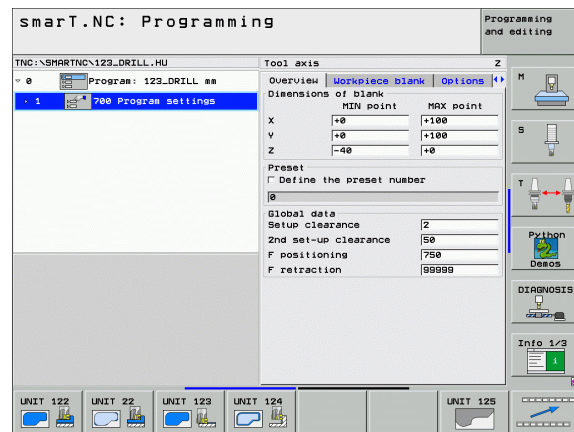 smarT.NC: Programming
Programming and editing
TNC:\SMARTNC\123_DRILL.HU
0 Program: 123_DRILL mm
1 700 Program settings
Tool axis Z
Overview Workpiece blank Options
Dimensions of blank
MIN point MAX point
X +0 +100
Y +0 +100
Z -40 +0
Preset
Define the preset number
0
Global data
Setup clearance 2
2nd set-up clearance 50
F positioning 750
F retraction 99999
M
S
T
Python
Demos
DIAGNOSIS
Info 1/3
1
UNIT 122 UNIT 22 UNIT 123 UNIT 124 UNIT 125